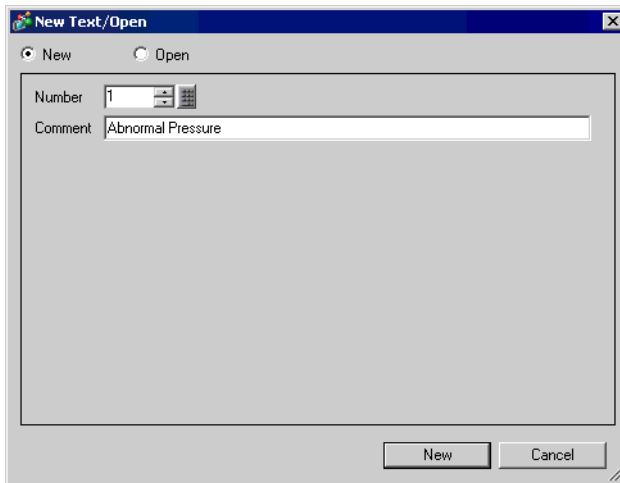 New Text/Open
New Open
Number 1
Comment Abnormal Pressure
New Cancel